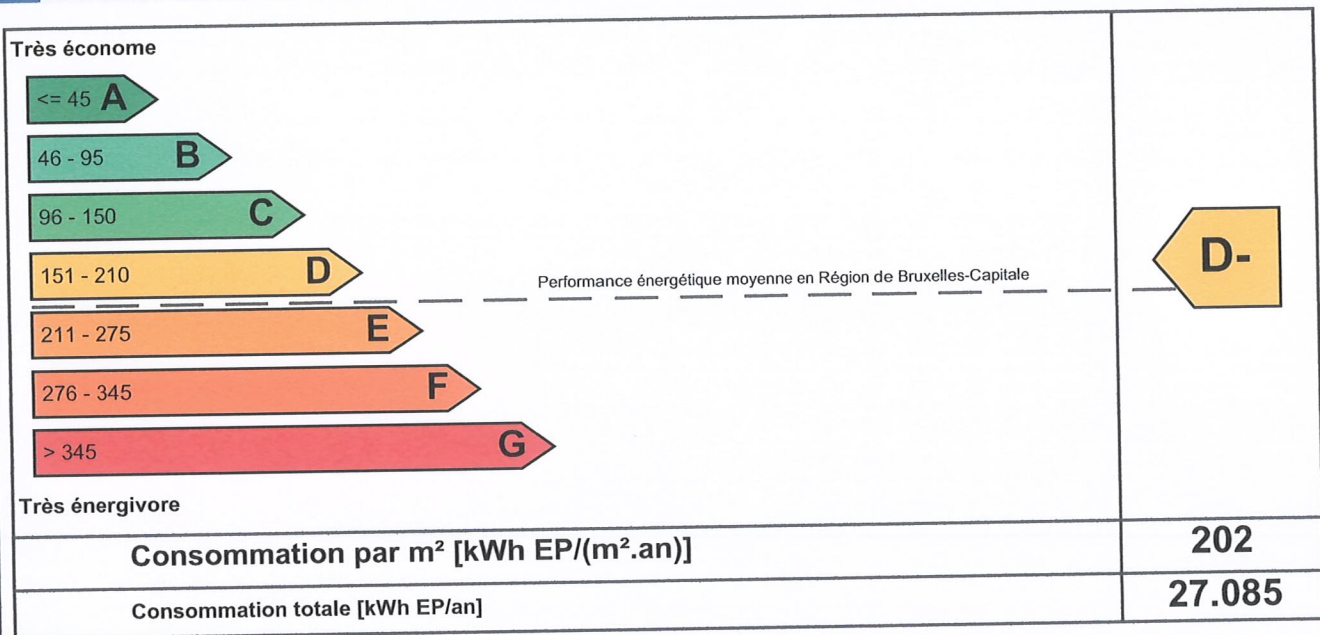 Très économe
<= 45 A
46 - 95 B
96 - 150 C
151 - 210 D
Performance énergétique moyenne en Région de Bruxelles-Capitale
D-
211 - 275 E
276 - 345 F
> 345 G
Très énergivore
Consommation par m² [kWh EP/(m².an)] 202
Consommation totale [kWh EP/an] 27.085